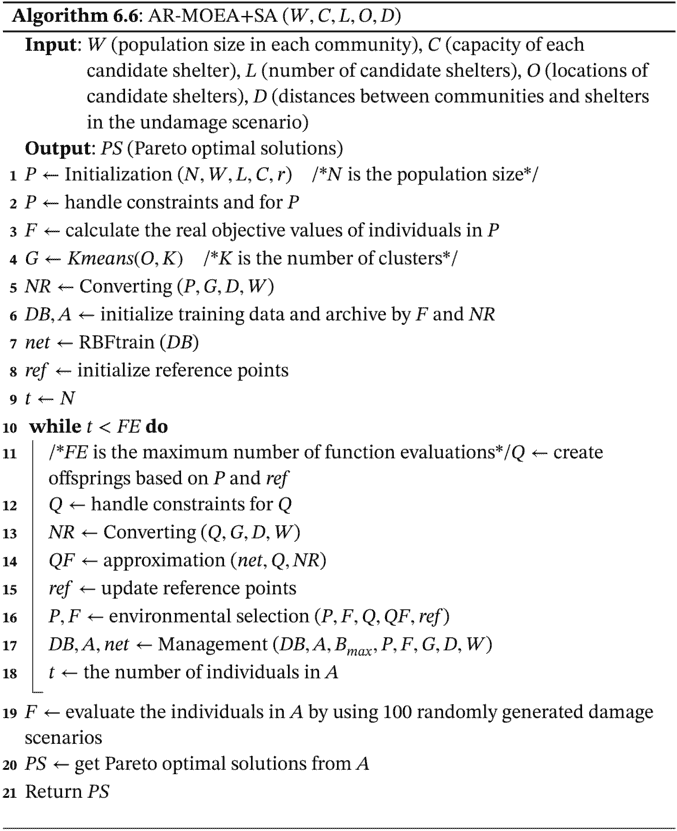 Algorithm 6.6: AR-MOEA+SA (W, C, L, O, D)
Input: W (population size in each community), C (capacity of each
candidate shelter), L (number of candidate shelters), O (locations of
candidate shelters), D (distances between communities and shelters
in the undamage scenario)
Output: PS (Pareto optimal solutions)
1 P ← Initialization (N, W, L, C, r) /*N is the population size*/
2 P ← handle constraints and for P
3 F ← calculate the real objective values of individuals in P
4 G ← Kmeans(O, K) /*K is the number of clusters*/
5 NR ← Converting (P, G, D, W)
6 DB, A ← initialize training data and archive by F and NR
7 net ← RBFtrain (DB)
8 ref ← initialize reference points
9 t ← N
10 while t < FE do
11 /*FE is the maximum number of function evaluations*/Q ← create
offsprings based on P and ref
12 Q ← handle constraints for Q
13 NR ← Converting (Q, G, D, W)
14 QF ← approximation (net, Q, NR)
15 ref ← update reference points
16 P, F ← environmental selection (P, F, Q, QF, ref)
17 DB, A, net ← Management (DB, A, Bmax, P, F, G, D, W)
18 t ← the number of individuals in A
19 F ← evaluate the individuals in A by using 100 randomly generated damage
scenarios
20 PS ← get Pareto optimal solutions from A
21 Return PS